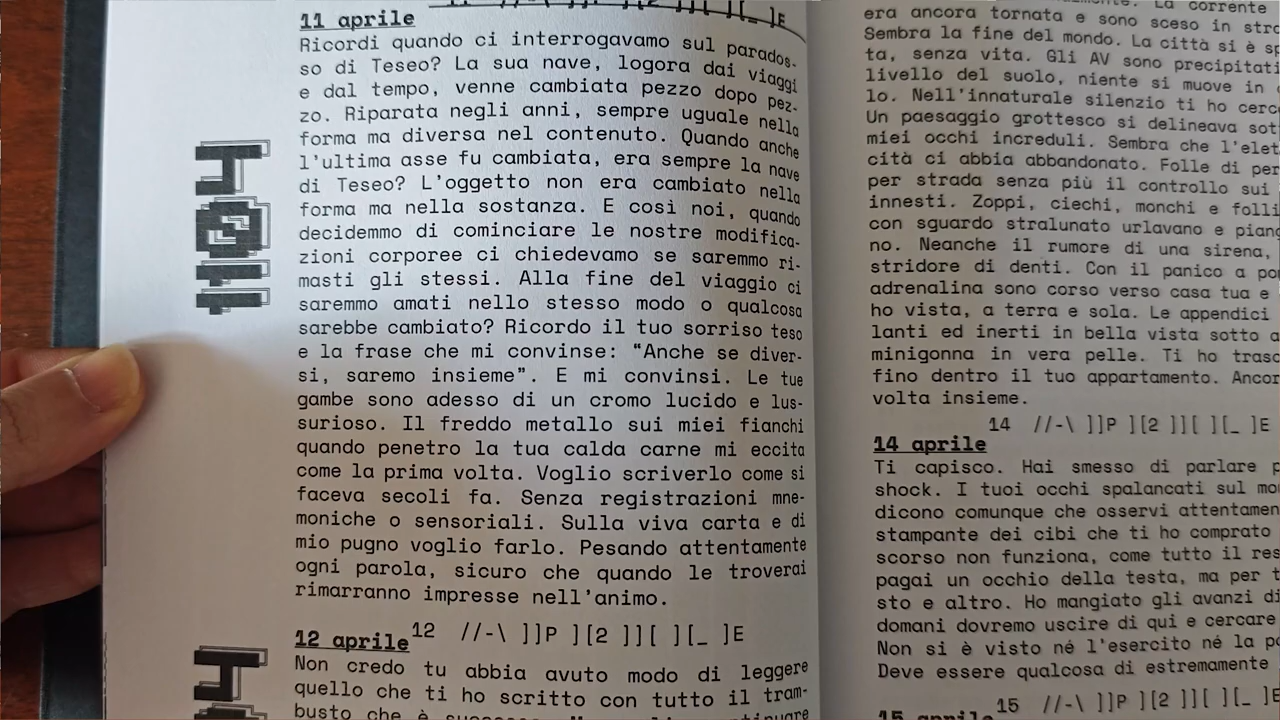 11 //-\ ]]P ][2 ]][ ][_ ]E
11 aprile
Ricordi quando ci interrogavamo sul parados-
so di Teseo? La sua nave, logora dai viaggi
e dal tempo, venne cambiata pezzo dopo pez-
zo. Riparata negli anni, sempre uguale nella
forma ma diversa nel contenuto. Quando anche
l'ultima asse fu cambiata, era sempre la nave
di Teseo? L'oggetto non era cambiato nella
forma ma nella sostanza. E così noi, quando
decidemmo di cominciare le nostre modifica-
zioni corporee ci chiedevamo se saremmo ri-
masti gli stessi. Alla fine del viaggio ci
saremmo amati nello stesso modo o qualcosa
sarebbe cambiato? Ricordo il tuo sorriso teso
e la frase che mi convinse: "Anche se diver-
si, saremo insieme". E mi convinsi. Le tue
gambe sono adesso di un cromo lucido e lus-
surioso. Il freddo metallo sui miei fianchi
quando penetro la tua calda carne mi eccita
come la prima volta. Voglio scriverlo come si
faceva secoli fa. Senza registrazioni mne-
moniche o sensoriali. Sulla viva carta e di
mio pugno voglio farlo. Pesando attentamente
ogni parola, sicuro che quando le troverai
rimarranno impresse nell'animo.
12 //-\ ]]P ][2 ]][ ][_ ]E
12 aprile
Non credo tu abbia avuto modo di leggere
quello che ti ho scritto con tutto il tram-
busto che è
La corrente
era ancora tornata e sono sceso in
Sembra la fine del mondo. La città si è
ta, senza vita. Gli AV sono precipitati
livello del suolo, niente si muove in
lo. Nell'innaturale silenzio ti ho
Un paesaggio grottesco si delineava
miei occhi increduli. Sembra che l'elet
cità ci abbia abbandonato. Folle di
per strada senza più il controllo sui
innesti. Zoppi, ciechi, monchi e folli
con sguardo stralunato urlavano e
no. Neanche il rumore di una sirena,
stridore di denti. Con il panico a
adrenalina sono corso verso casa tua e
ho vista, a terra e sola. Le appendici
lanti ed inerti in bella vista sotto
minigonna in vera pelle. Ti ho
fino dentro il tuo appartamento.
volta insieme.
14 //-\ ]]P ][2 ]][ ][_ ]E
14 aprile
Ti capisco. Hai smesso di parlare
shock. I tuoi occhi spalancati sul
dicono comunque che osservi
stampante dei cibi che ti ho comprato
scorso non funziona, come tutto il
pagai un occhio della testa, ma per
sto e altro. Ho mangiato gli avanzi di
domani dovremo uscire di qui e cercare
Non si è visto né l'esercito né la
Deve essere qualcosa di estremamente
15 //-\ ]]P ][2 ]][ ][_ ]E
15 aprile